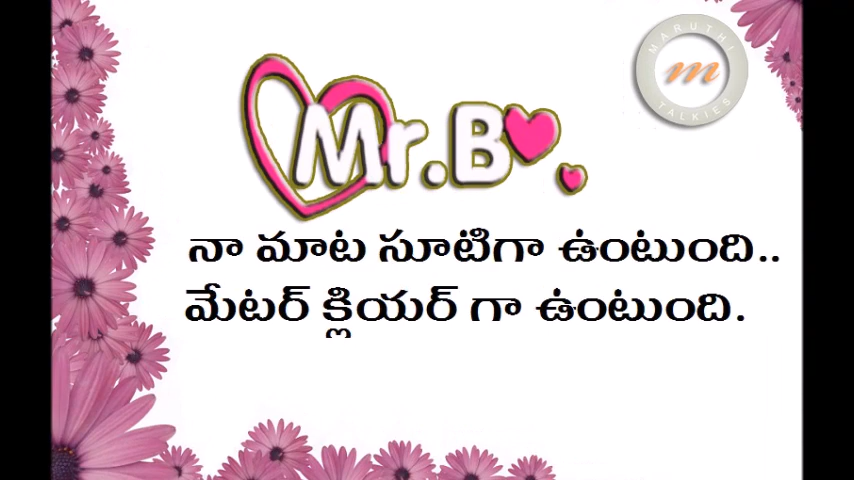 MARUTHI
m
TALKIES
Mr.B
నా మాట సూటిగా ఉంటుంది..
మేటర్ క్లియర్ గా ఉంటుంది.